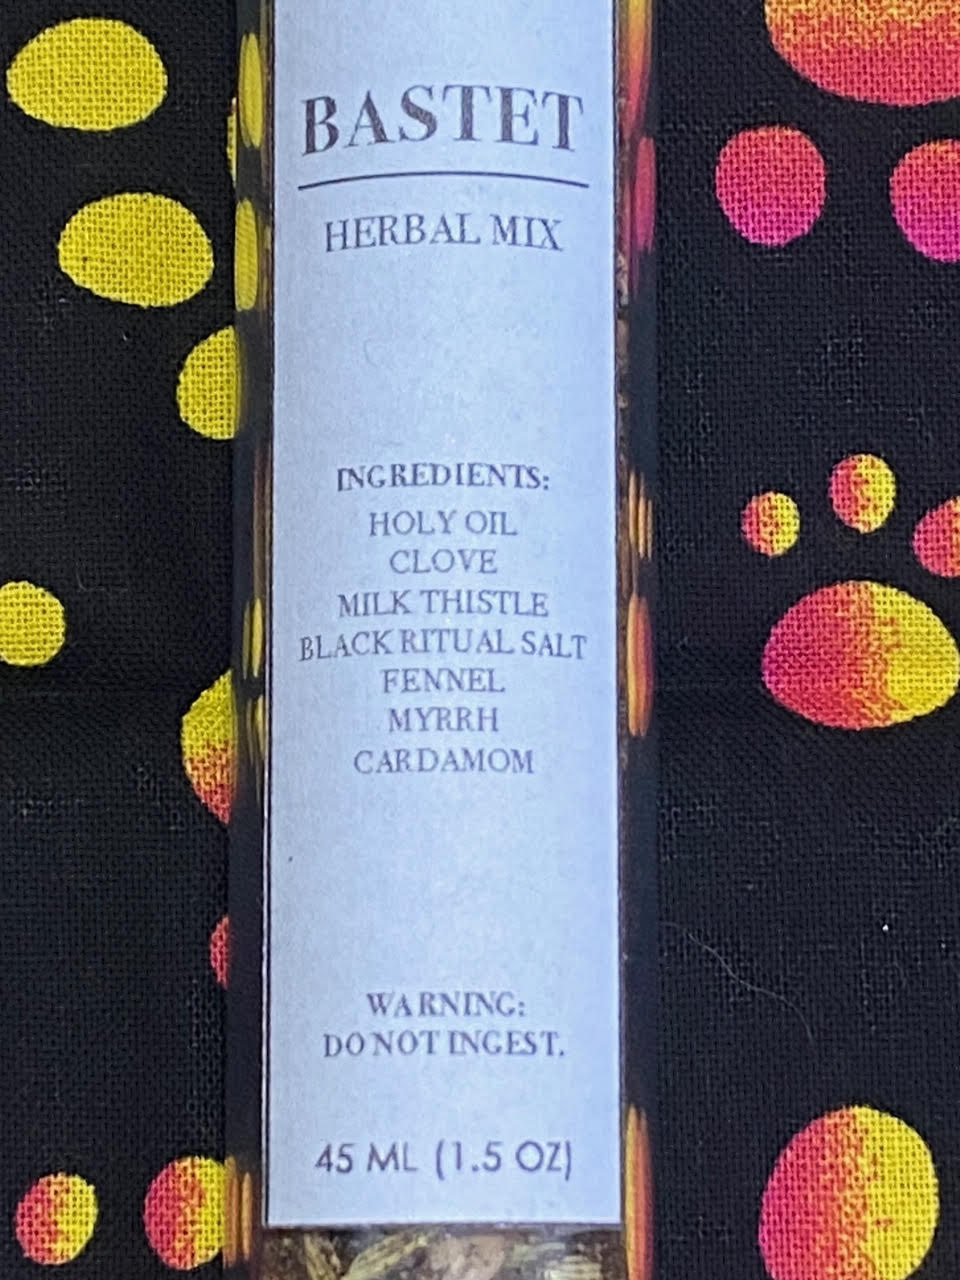 BASTET
HERBAL MIX
INGREDIENTS:
HOLY OIL
CLOVE
MILK THISTLE
BLACK RITUAL SALT
FENNEL
MYRRH
CARDAMOM
WARNING:
DO NOT INGEST.
45 ML (1.5 OZ)